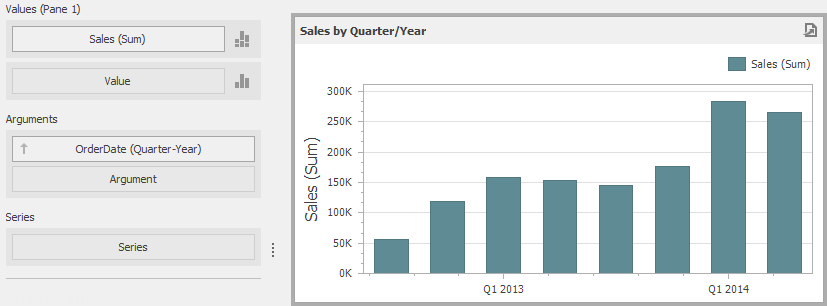 Values (Pane 1)
Sales (Sum)
Value
Arguments
OrderDate (Quarter-Year)
Argument
Series
Series
Sales by Quarter/Year
Sales (Sum)
Sales (Sum)
300K
250K
200K
150K
100K
50K
0K
Q1 2013
Q1 2014